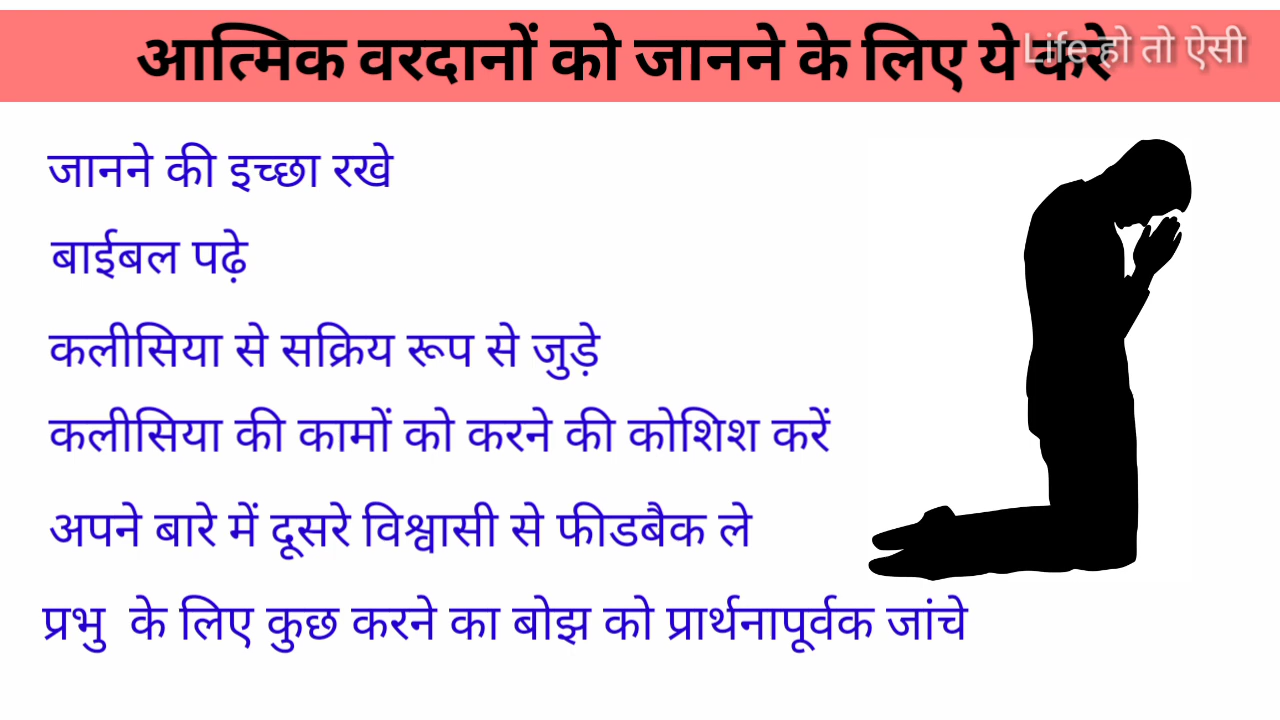 आत्मिक वरदानों को जानने के लिए ये करे
Life हो तो ऐसी
जानने की इच्छा रखे
बाईबल पढ़े
कलीसिया से सक्रिय रूप से जुड़े
कलीसिया की कामों को करने की कोशिश करें
अपने बारे में दूसरे विश्वासी से फीडबैक ले
प्रभु के लिए कुछ करने का बोझ को प्रार्थनापूर्वक जांचे